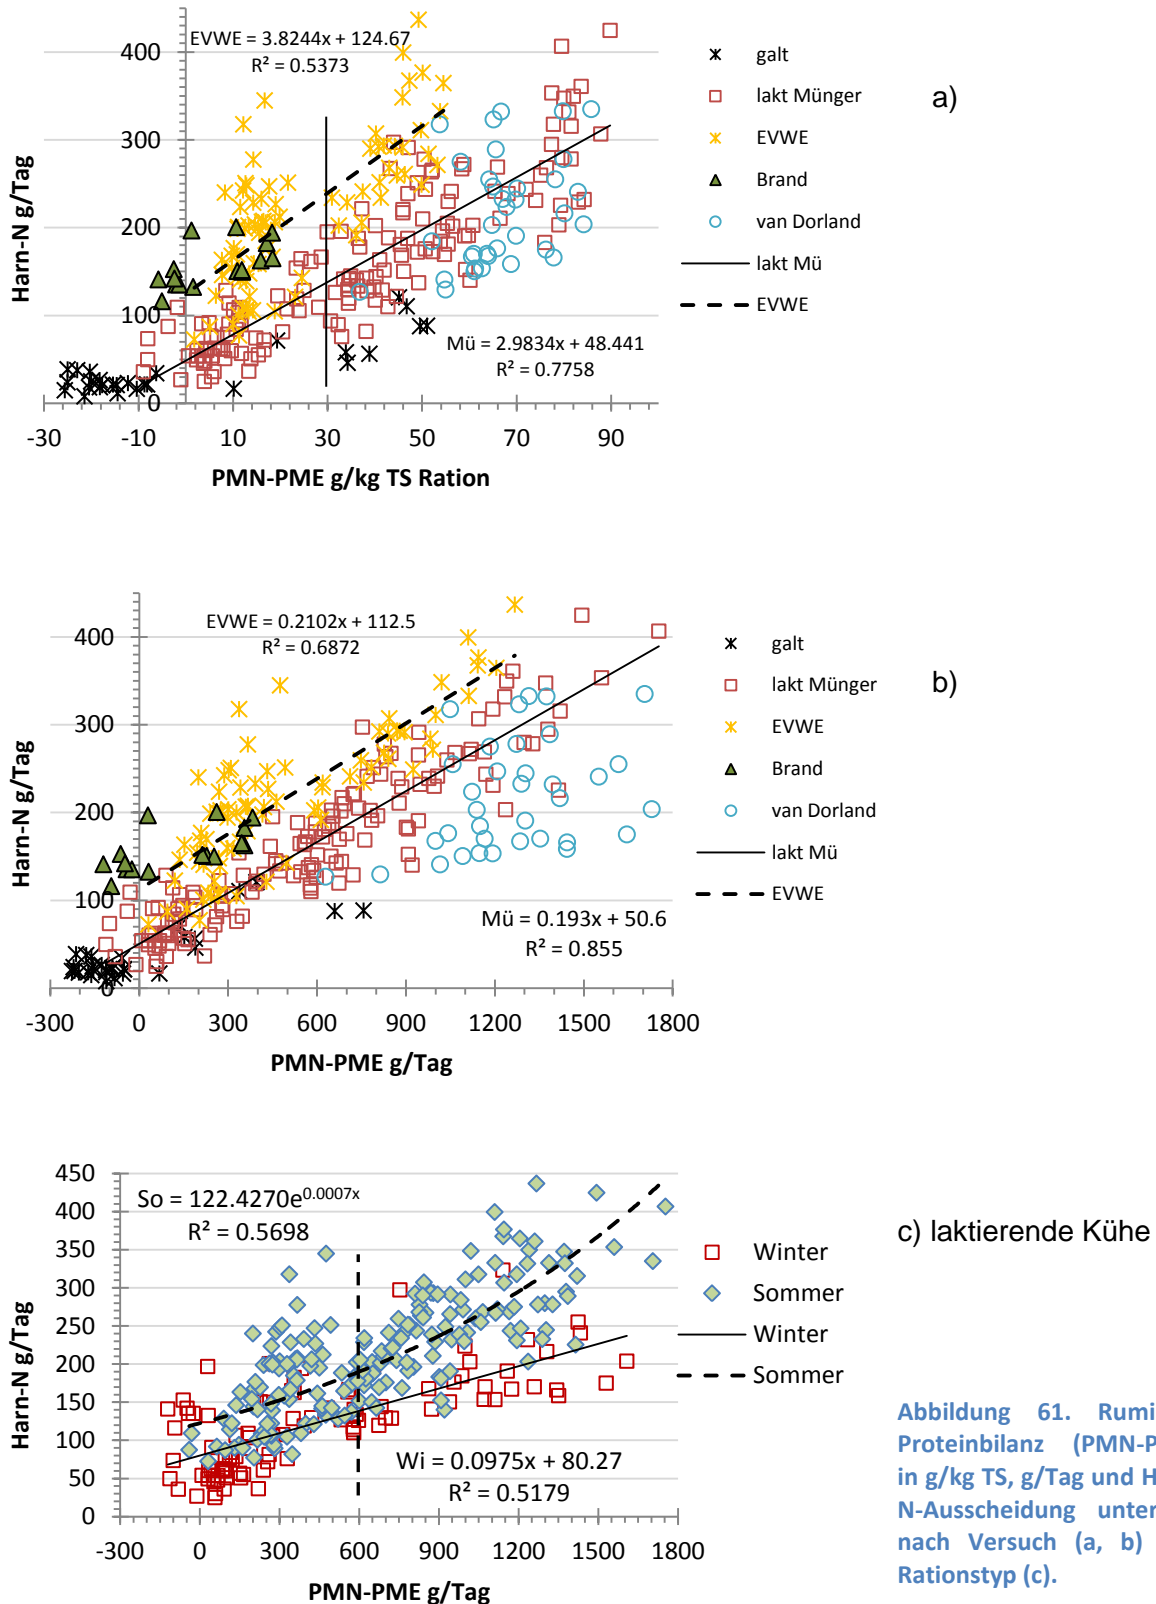 EVWE = 3.8244x + 124.67
R² = 0.5373
400
300
200
100
0
Harn-N g/Tag
Mü = 2.9834x + 48.441
R² = 0.7758
-30 -10 10 30 50 70 90
PMN-PME g/kg TS Ration
galt
lakt Münger
EVWE
Brand
van Dorland
lakt Mü
EVWE
a)
EVWE = 0.2102x + 112.5
R² = 0.6872
400
300
200
100
0
Harn-N g/Tag
Mü = 0.193x + 50.6
R² = 0.855
-300 0 300 600 900 1200 1500 1800
PMN-PME g/Tag
galt
lakt Münger
EVWE
Brand
van Dorland
lakt Mü
EVWE
b)
450
400
350
300
250
200
150
100
50
0
Harn-N g/Tag
So = 122.4270e^0.0007x
R² = 0.5698
Wi = 0.0975x + 80.27
R² = 0.5179
-300 0 300 600 900 1200 1500 1800
PMN-PME g/Tag
Winter
Sommer
Winter
Sommer
c) laktierende Kühe
Abbildung 61. Rumi
Proteinbilanz (PMN-P
in g/kg TS, g/Tag und H
N-Ausscheidung unter
nach Versuch (a, b)
Rationstyp (c).